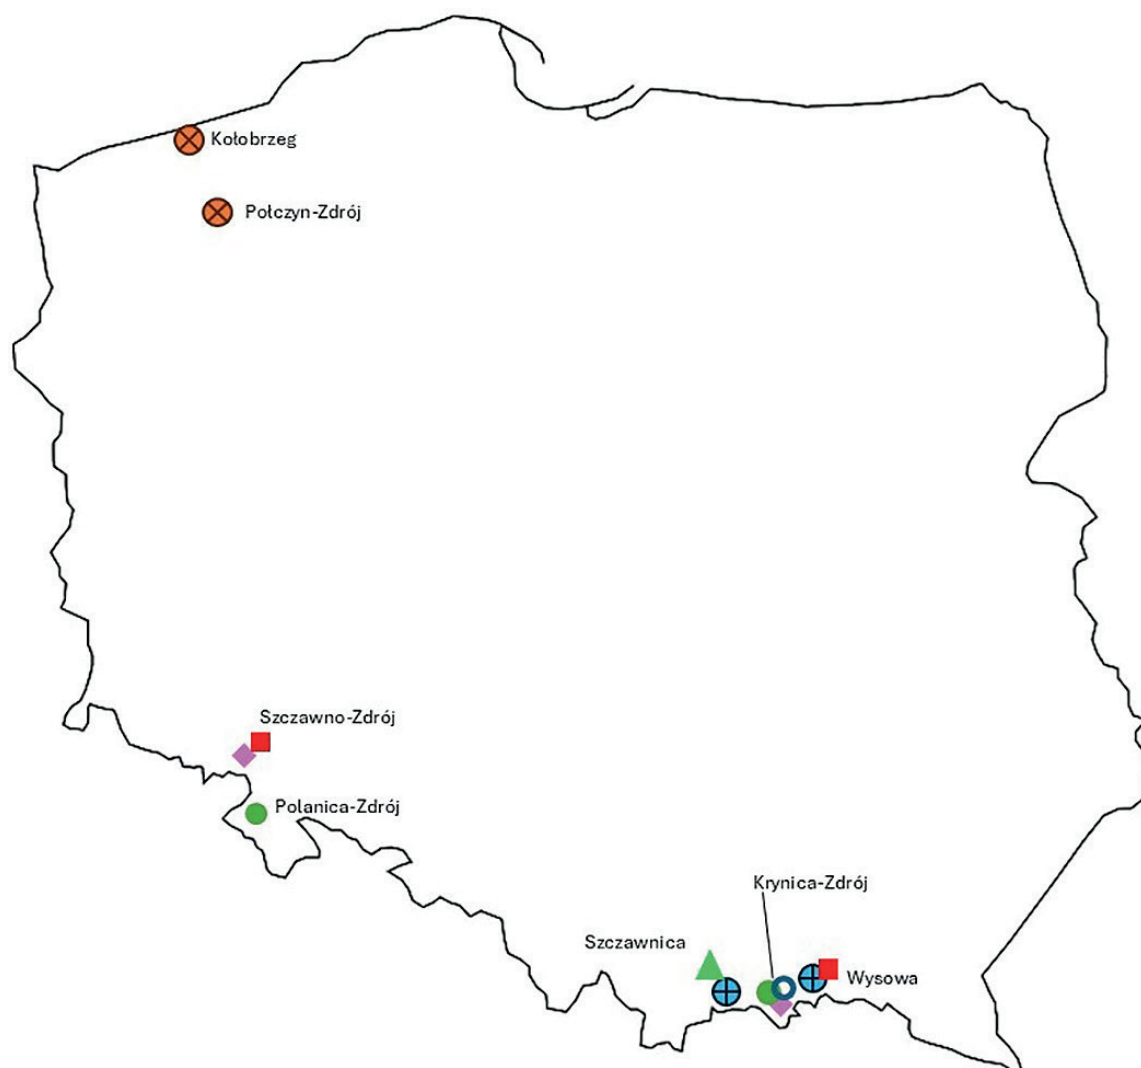 Kołobrzeg
Połczyn-Zdrój
Szczawno-Zdrój
Polanica-Zdrój
Krynica-Zdrój
Szczawnica
Wysowa